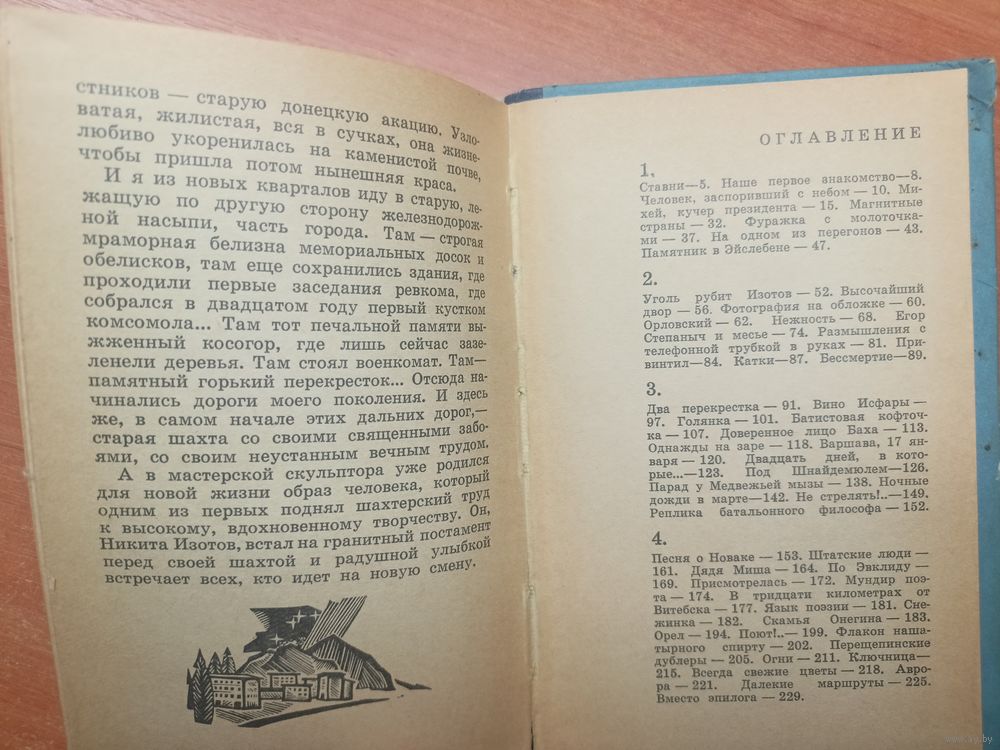 стников — старую донецкую акацию. Узло-
ватая, жилистая, вся в сучках, она жизне-
любиво укоренилась на каменистой почве,
чтобы пришла потом нынешняя краса.
И я из новых кварталов иду в старую, ле-
жащую по другую сторону железнодорож-
ной насыпи, часть города. Там — строгая
мраморная белизна мемориальных досок и
обелисков, там еще сохранились здания, где
проходили первые заседания ревкома, где
собрался в двадцатом году первый кустком
комсомола... Там тот печальной памяти вы-
жженный косогор, где лишь сейчас зазе-
ленели деревья. Там стоял военкомат. Там—
памятный горький перекресток... Отсюда на-
чинались дороги моего поколения. И здесь
же, в самом начале этих дальних дорог,—
старая шахта со своими священными забо-
ями, со своим неустанным вечным трудом.
А в мастерской скульптора уже родился
для новой жизни образ человека, который
одним из первых поднял шахтерский труд
к высокому, вдохновенному творчеству. Он,
Никита Изотов, встал на гранитный постамент
перед своей шахтой и радушной улыбкой
встречает всех, кто идет на новую смену.
ОГЛАВЛЕНИЕ
1.
Ставни—5. Наше первое знакомство—8.
Человек, заспоривший с небом — 10. Ми-
хей, кучер президента — 15. Магнитные
страны — 32. Фуражка с молоточка-
ми — 37. На одном из перегонов — 43.
Памятник в Эйслебене — 47.
2.
Уголь рубит Изотов — 52. Высочайший
двор — 56. Фотография на обложке — 60.
Орловский — 62. Нежность — 68. Егор
Степаныч и месье — 74. Размышления с
телефонной трубкой в руках — 81. При-
винтил—84. Катки—87. Бессмертие—89.
3.
Два перекрестка — 91. Вино Исфары —
97. Голянка — 101. Батистовая кофточ-
ка — 107. Доверенное лицо Баха — 113.
Однажды на заре — 118. Варшава, 17 ян-
варя — 120. Двадцать дней, в кото-
рые...—123. Под Шнайдемюлем—126.
Парад у Медвежьей мызы — 138. Ночные
дожди в марте—142. Не стрелять!..—149.
Реплика батальонного философа — 152.
4.
Песня о Новаке — 153. Штатские люди —
161. Дядя Миша — 164. По Эвклиду —
169. Присмотрелась — 172. Мундир поэ-
та — 174. В тридцати километрах от
Витебска — 177. Язык поэзии — 181. Сне-
жинка — 182. Скамья Онегина — 183.
Орел — 194. Поют!..— 199. Флакон наша-
тырного спирту — 202. Перещепинские
дублеры — 205. Огни — 211. Ключница—
215. Всегда свежие цветы — 218. Авро-
ра — 221. Далекие маршруты — 225.
Вместо эпилога — 229.
www.ay.by